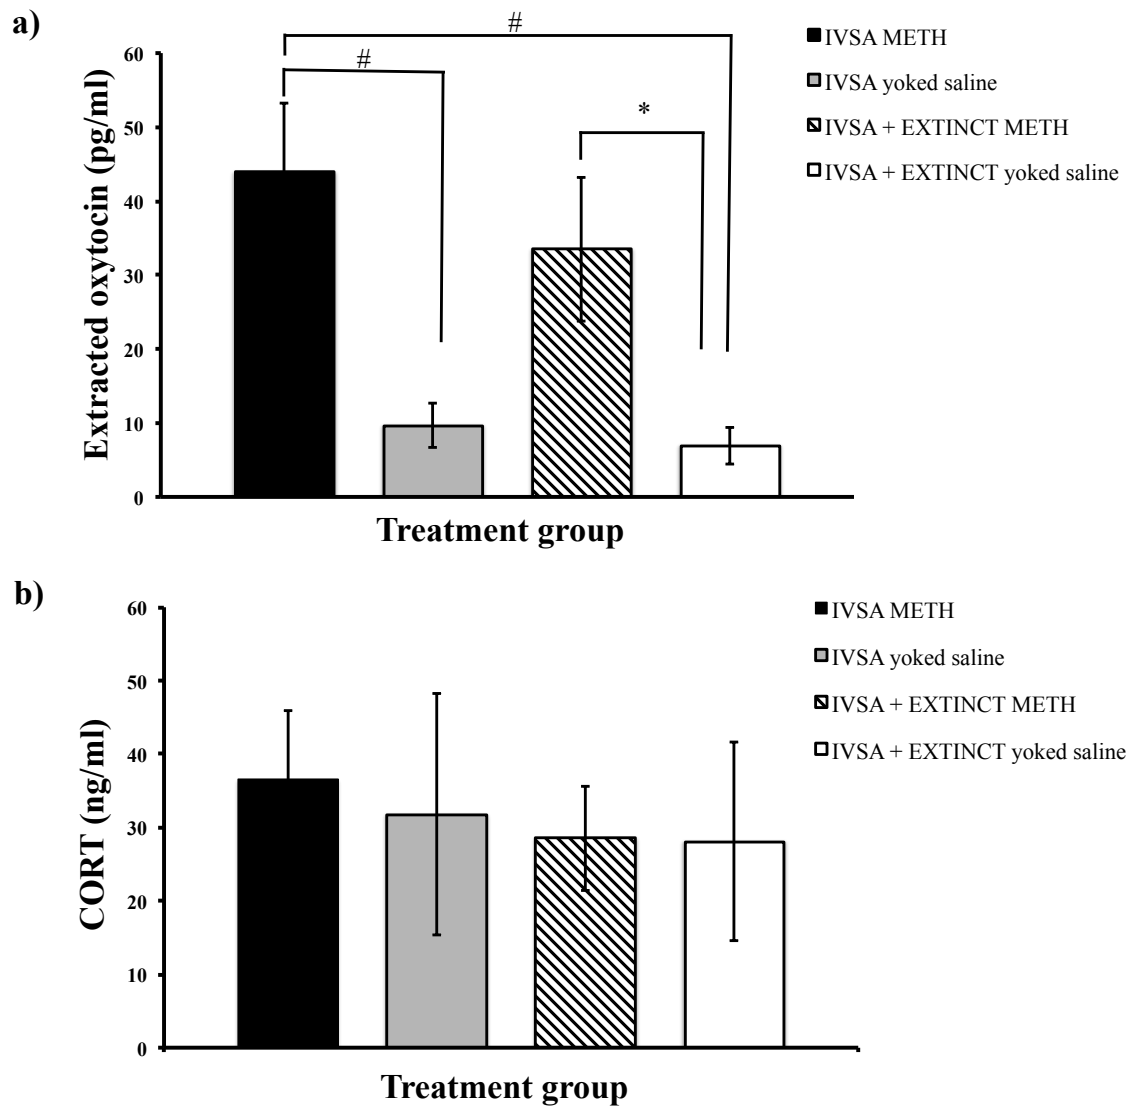 a)
#
#
*
60
50
40
30
20
10
0
Extracted oxytocin (pg/ml)
Treatment group
IVSA METH
IVSA yoked saline
IVSA + EXTINCT METH
IVSA + EXTINCT yoked saline
b)
60
50
40
30
20
10
0
CORT (ng/ml)
Treatment group
IVSA METH
IVSA yoked saline
IVSA + EXTINCT METH
IVSA + EXTINCT yoked saline